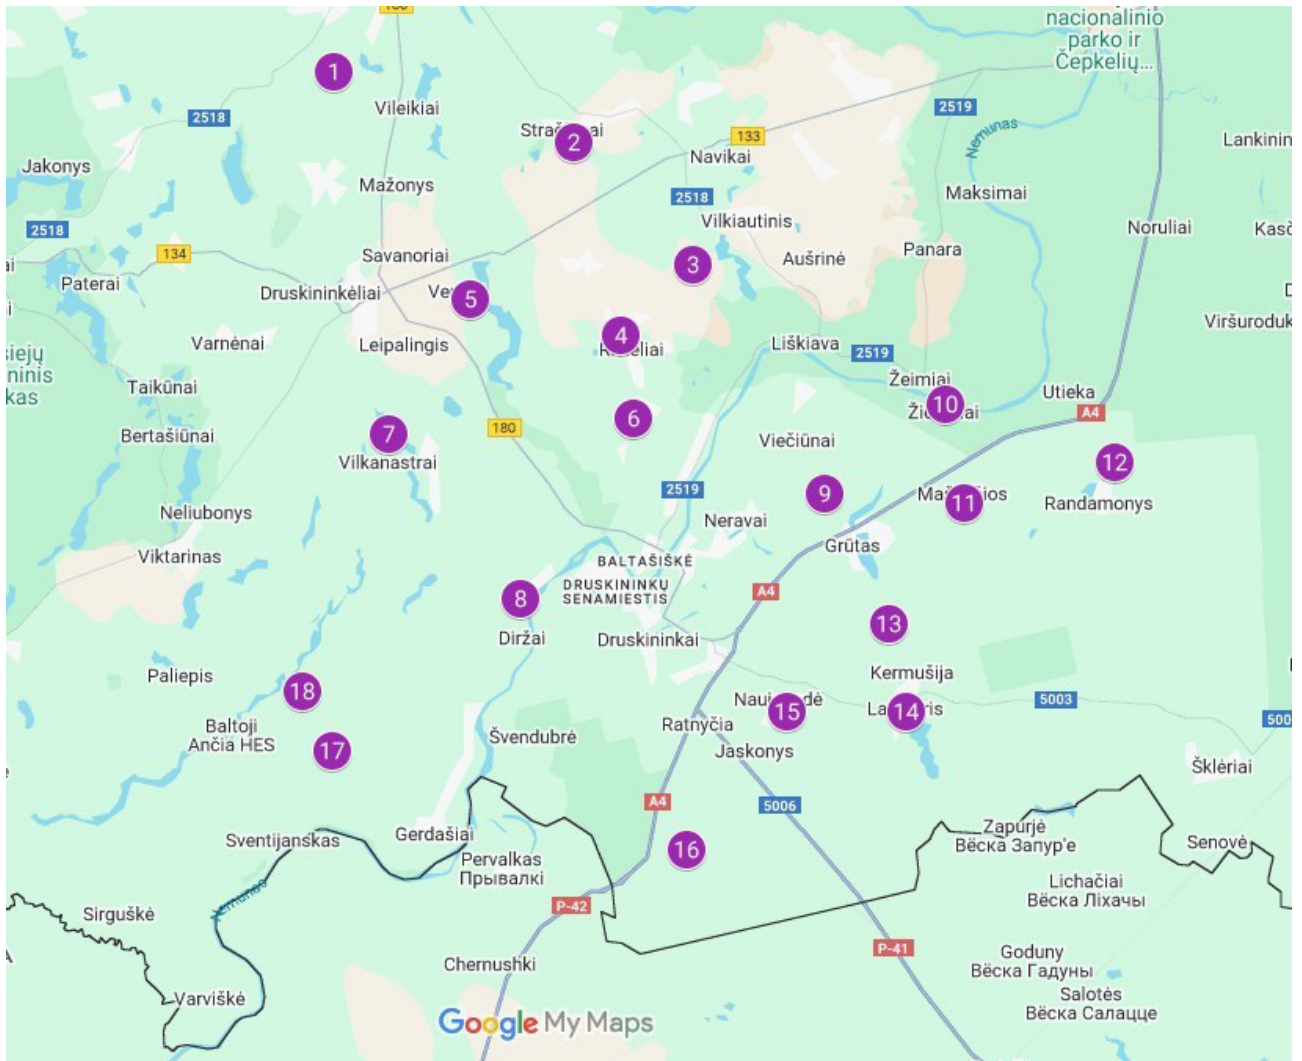 180
nacionalinio
parko ir
Čepkelių...
1
Vileikiai
2518
2519
Nemunas
2
133
Navikai
Lankinin
Jakonys
Mažonys
2518
Maksimai
Vilkiautinis
2518
Noruliai
Kasč
134
Savanoriai
3
Aušrinė
Panara
Paterai
Druskininkėliai
5
Viršuroduk
4
Varnėnai
Leipalingis
Liškiava
2519
Taikūnai
Žeimiai
10
Utieka
A4
6
7
Bertašiūnai
180
Viečiūnai
Vilkanastrai
12
2519
9
11
Randamonys
Neliubonys
Neravai
Grūtas
Viktarinas
BALTAŠIŠKĖ
DRUSKININKŲ
SENAMIESTIS
A4
8
Diržai
Druskininkai
13
Kermušija
Paliepis
18
15
14
5003
500
Baltoji
Ančia HES
Ratnyčia
Švendubrė
17
Jaskonys
Šklėriai
A4
5006
Gerdašiai
Sventijanskas
16
Zapurjė
Вёска Запур'е
Senovė
Pervalkas
Прывалкі
Lichačiai
Вёска Ліхачы
Nemunas
P-42
Sirguškė
P-41
Goduny
Вёска Гадуны
Chernushki
Varviškė
Salotės
Вёска Салацце
Google My Maps